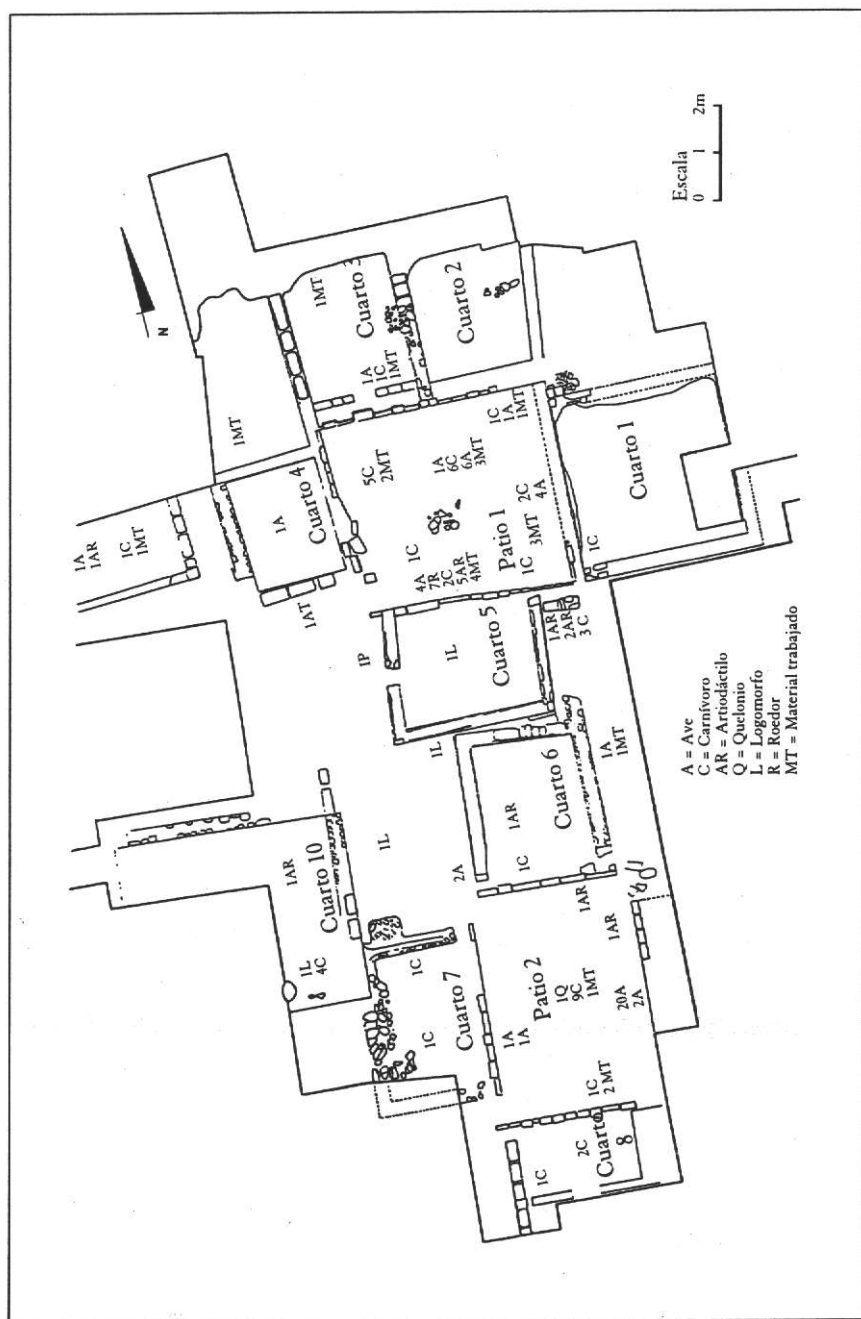 N
Escala
0 1 2m
1MT
1MT
Cuarto 3
1A
1C
1MT
Cuarto 2
1A
1AR
1C
1MT
1A
Cuarto 4
1AT
5C
2MT
1A
6C
6A
3MT
1C
1A
1MT
1C
4A
7R
2C
5AR
4MT
Patio 1
2C
4A
3MT
1C
Cuarto 1
1C
1P
1L
Cuarto 5
1AR
2AR
3 C
1L
1AR
1C
Cuarto 6
1A
1MT
1L
2A
1AR
Cuarto 10
1L
4C
1C
1C
Cuarto 7
1AR
1AR
Patio 2
1Q
9C
1MT
1A
1A
20A
2A
1C
2 MT
1C
2C
Cuarto
8
A = Ave
C = Carnívoro
AR = Artiodáctilo
Q = Quelonio
L = Logomorfo
R = Roedor
MT = Material trabajado